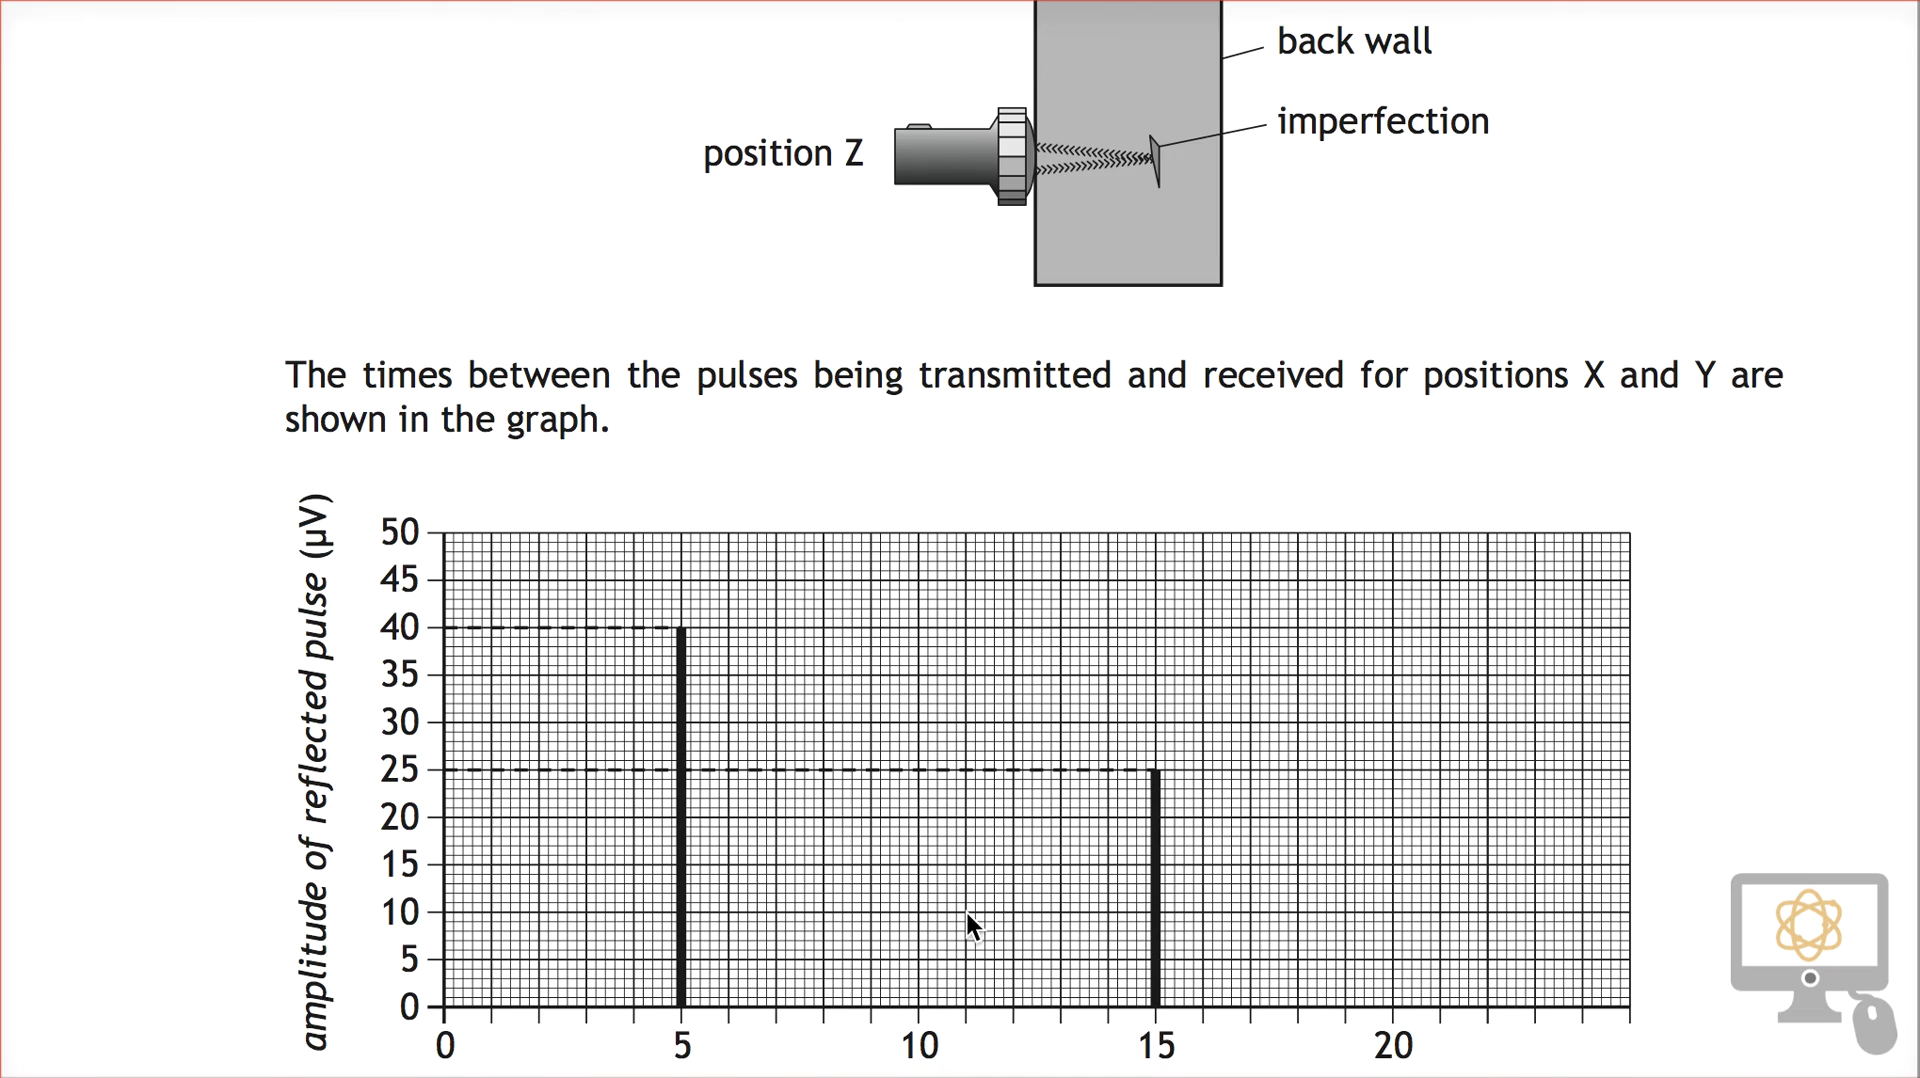 back wall
imperfection
position Z
The times between the pulses being transmitted and received for positions X and Y are
shown in the graph.
amplitude of reflected pulse (μV)
50
45
40
35
30
25
20
15
10
5
0
0 5 10 15 20